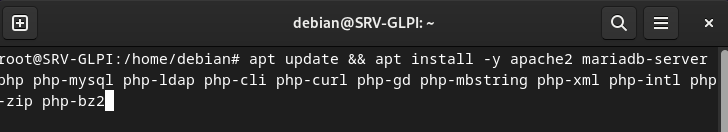 debian@SRV-GLPI: ~
root@SRV-GLPI:/home/debian# apt update && apt install -y apache2 mariadb-server
php php-mysql php-ldap php-cli php-curl php-gd php-mbstring php-xml php-intl php
-zip php-bz2